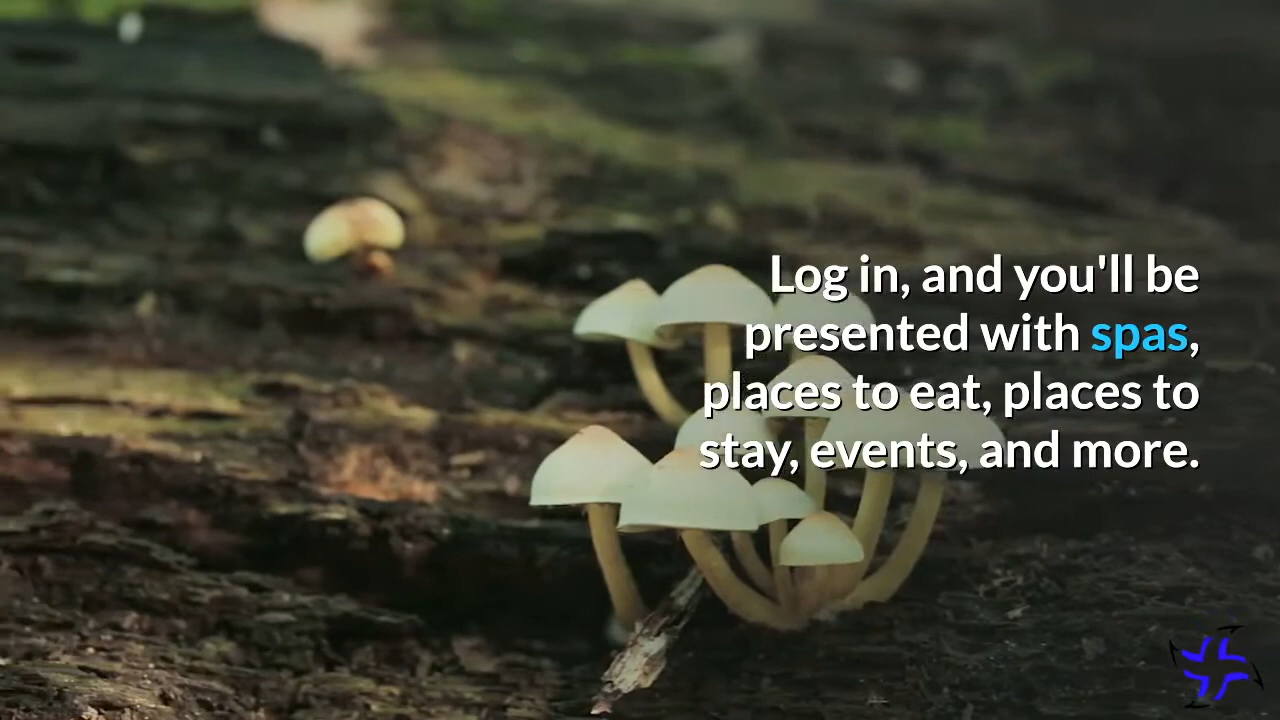 Log in, and you'll be
presented with spas,
places to eat, places to
stay, events, and more.